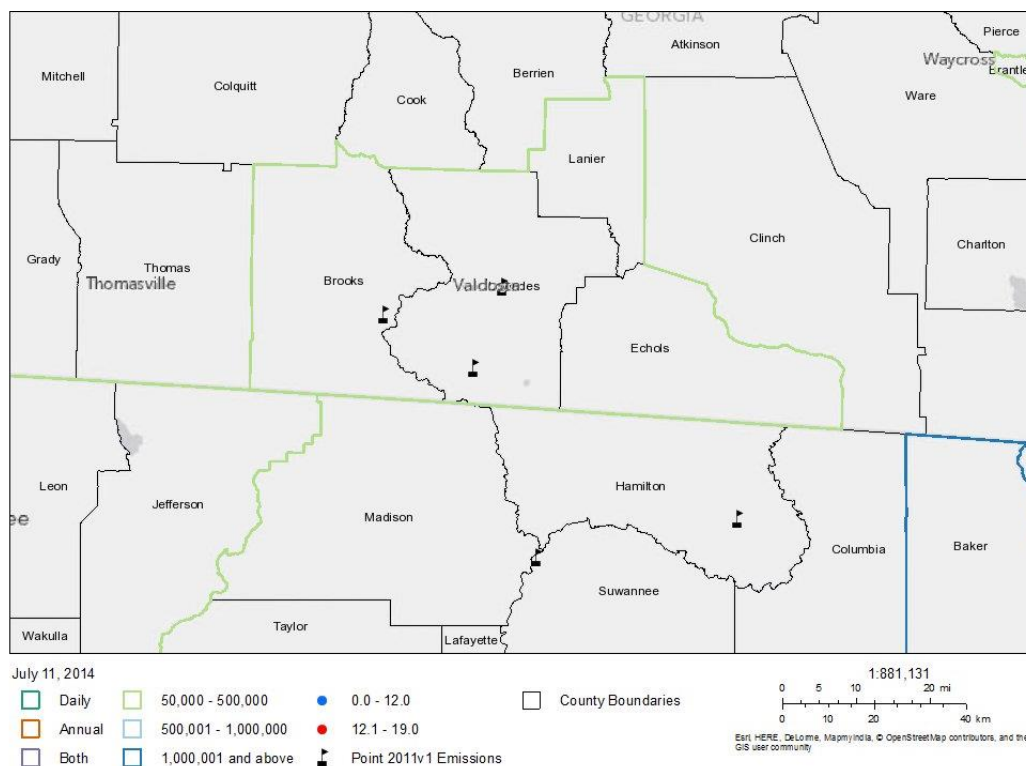 GEORGIA
Pierce
Atkinson
Waycross
Mitchell
Berrien
Colquitt
Cook
Ware
Lanier
Clinch
Charlton
Grady
Thomas
Thomasville
Brooks
Echols
Leon
Jefferson
Hamilton
Madison
Columbia
Baker
Suwannee
Taylor
Wakulla
Lafayette
July 11, 2014
1:881,131
Daily
50,000 - 500,000
0.0 - 12.0
County Boundaries
0 5 10 20 mi
0 10 20 40 km
Annual
500,001 - 1,000,000
12.1 - 19.0
Both
1,000,001 and above
Point 2011v1 Emissions
Esri, HERE, DeLorme, MapmyIndia, © OpenStreetMap contributors, and the
GIS user community